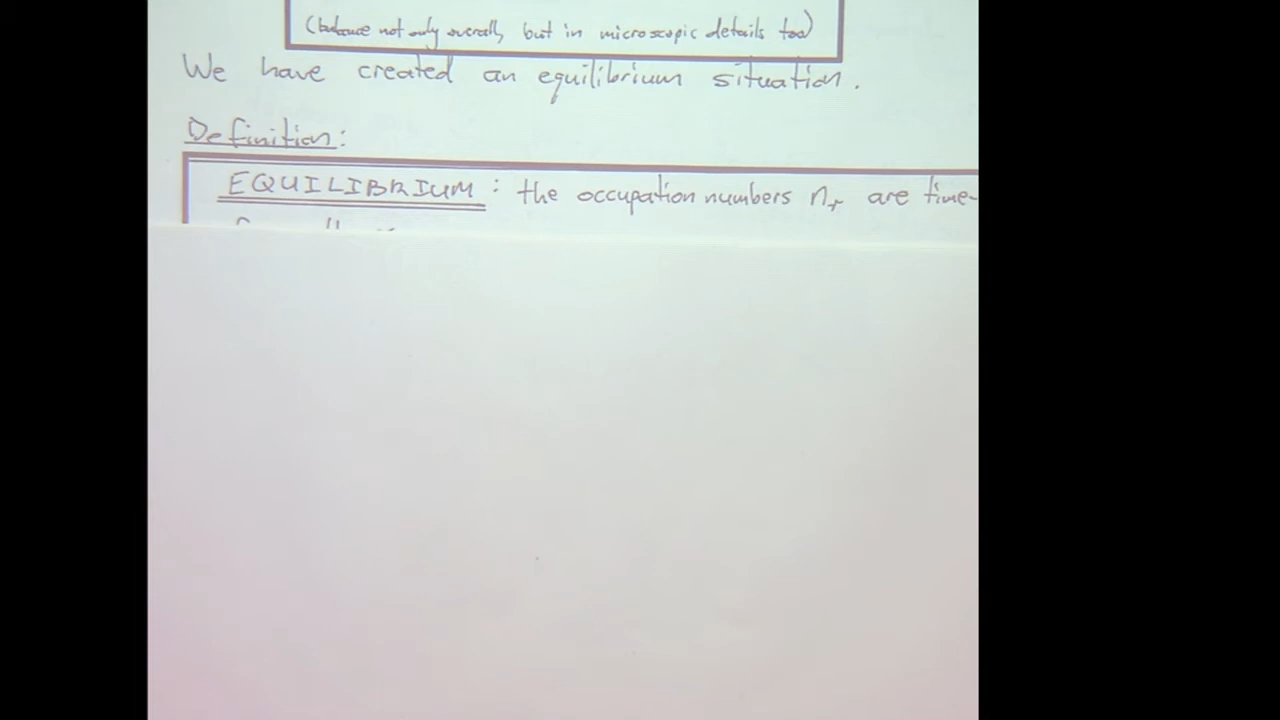 (balance not only overall, but in microscopic details too)
We have created an equilibrium situation.
Definition:
EQUILIBRIUM: the occupation numbers nᵣ are time-